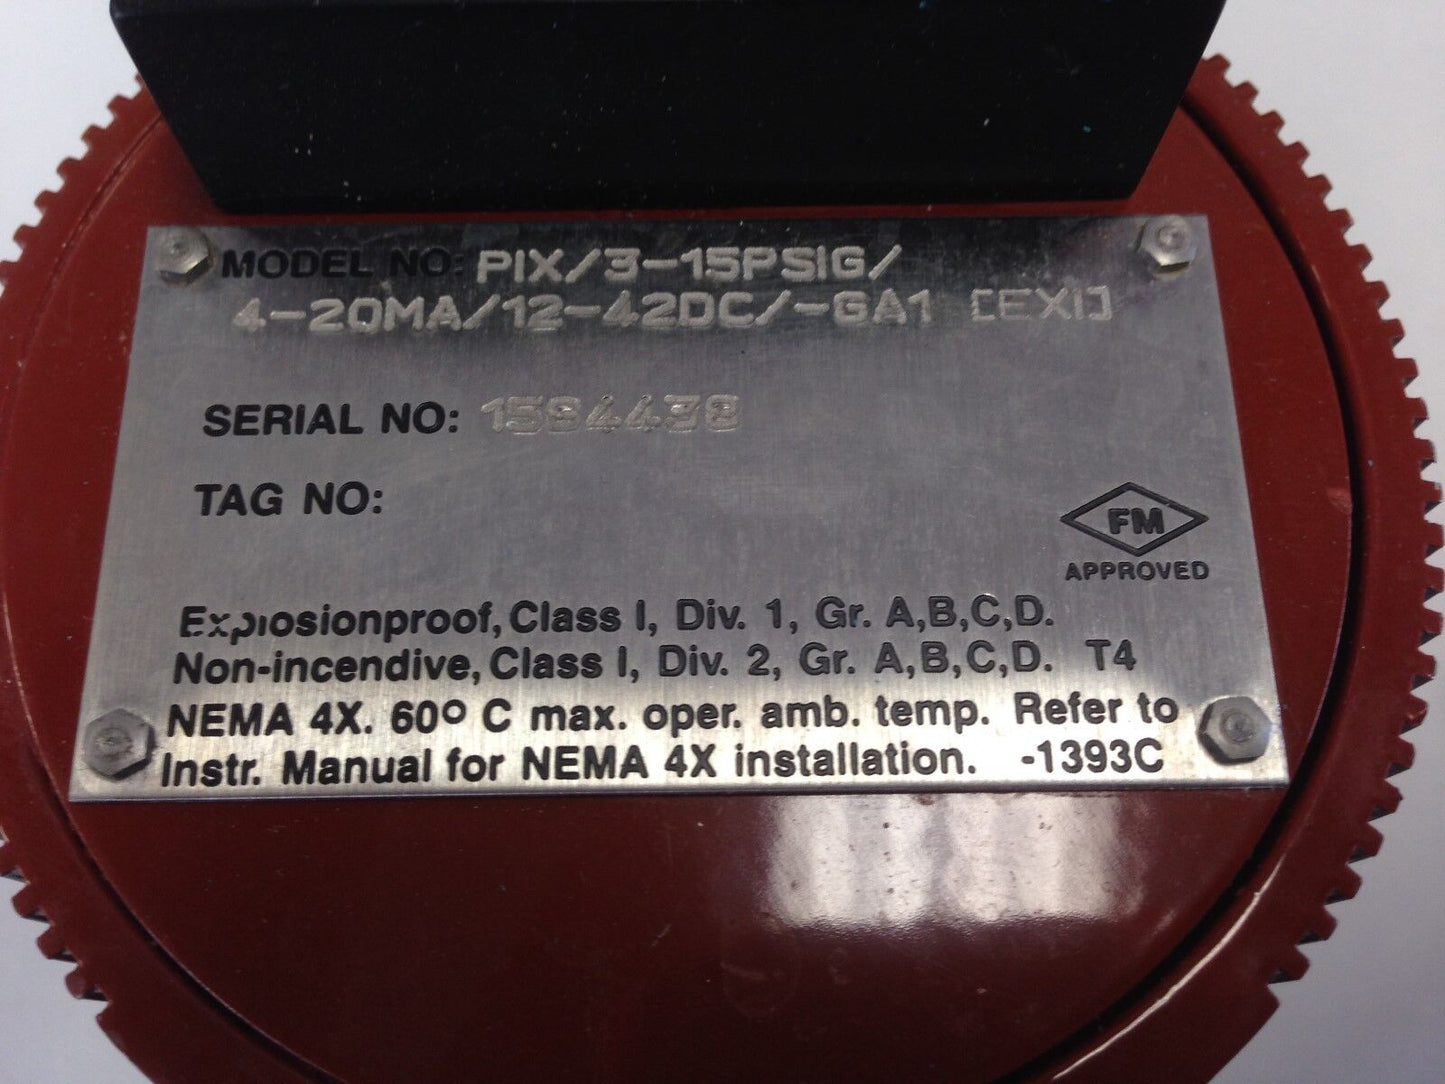 MODEL NO: PIX/3-15PSIG/
4-20MA/12-42DC/-GA1 [EXI]
SERIAL NO:
TAG NO:
FM
APPROVED
Explosionproof, Class I, Div. 1, Gr. A,B,C,D.
Non-incendive, Class I, Div. 2, Gr. A,B,C,D. T4
NEMA 4X. 60° C max. oper. amb. temp. Refer to
Instr. Manual for NEMA 4X installation. -1393C